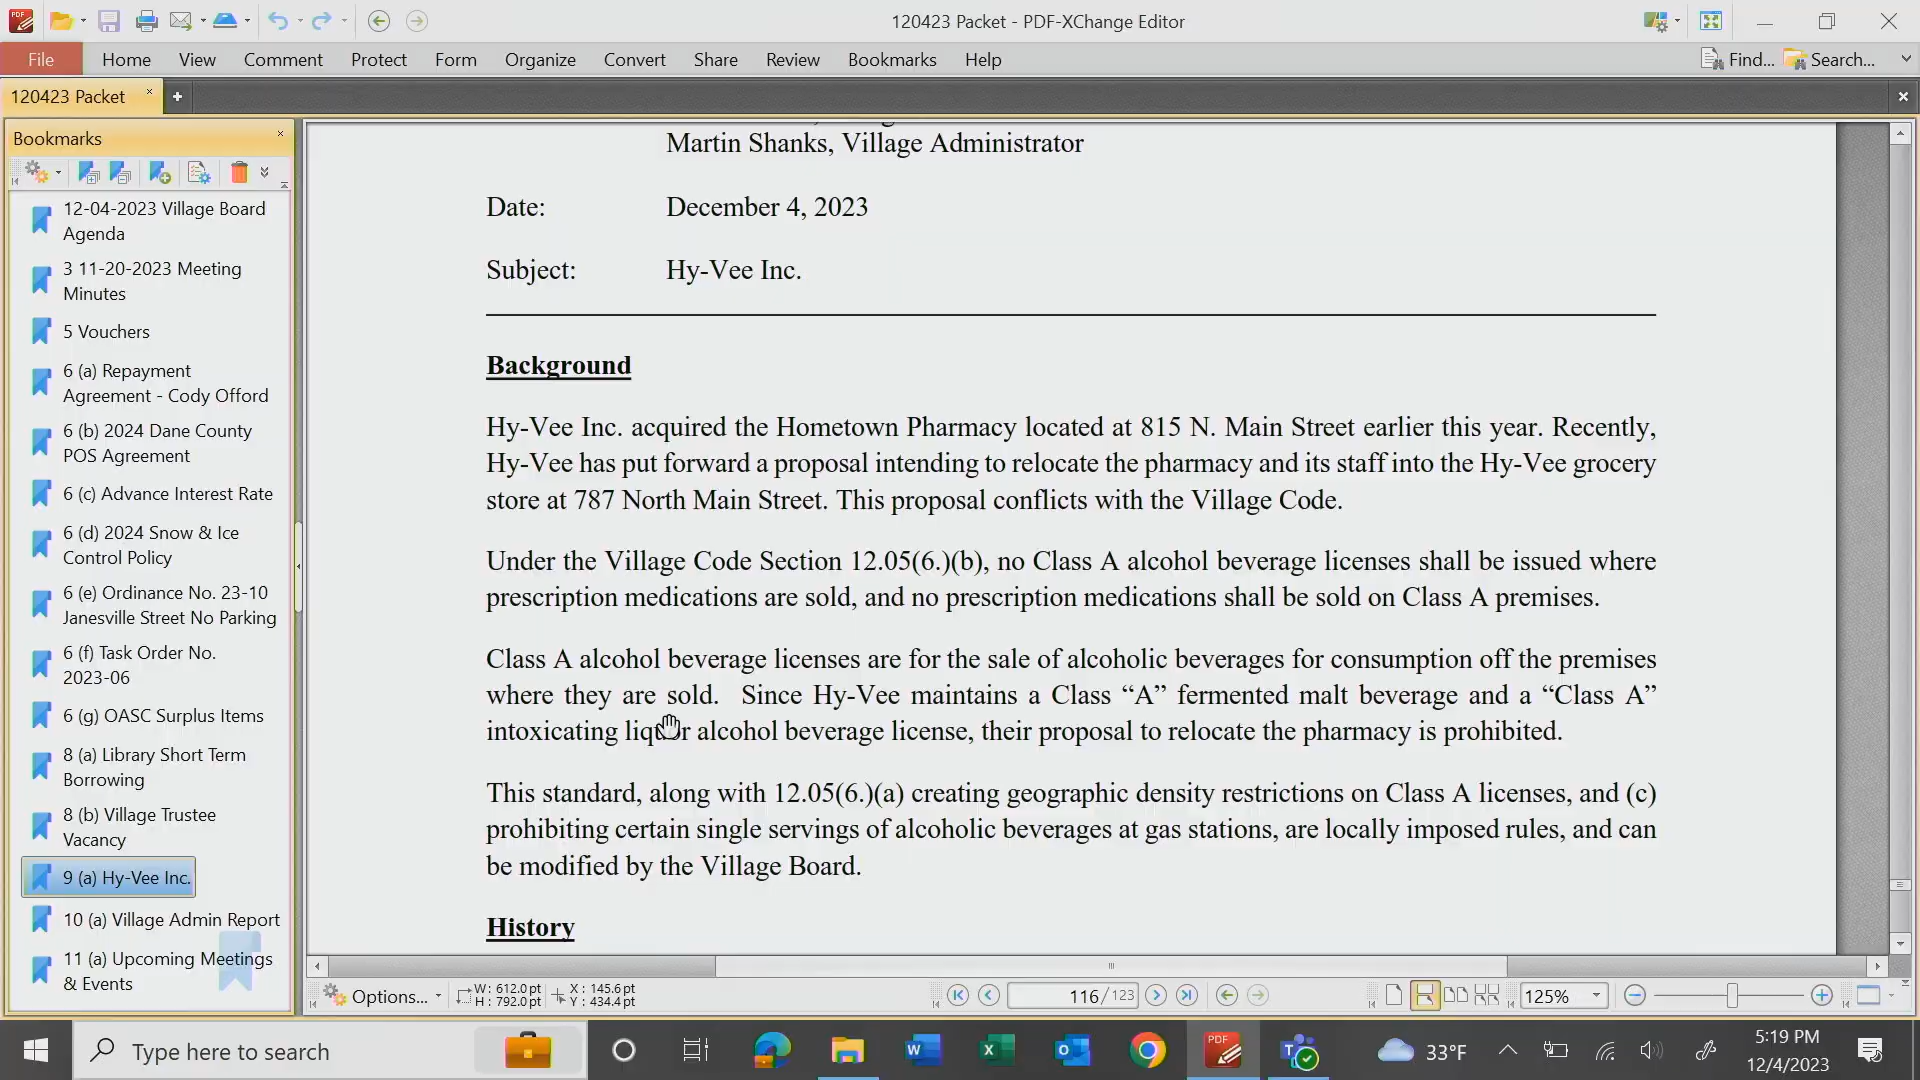 120423 Packet - PDF-XChange Editor
File Home View Comment Protect Form Organize Convert Share Review Bookmarks Help Find... Search...
120423 Packet
Bookmarks
12-04-2023 Village Board
Agenda
3 11-20-2023 Meeting
Minutes
5 Vouchers
6 (a) Repayment
Agreement - Cody Offord
6 (b) 2024 Dane County
POS Agreement
6 (c) Advance Interest Rate
6 (d) 2024 Snow & Ice
Control Policy
6 (e) Ordinance No. 23-10
Janesville Street No Parking
6 (f) Task Order No.
2023-06
6 (g) OASC Surplus Items
8 (a) Library Short Term
Borrowing
8 (b) Village Trustee
Vacancy
9 (a) Hy-Vee Inc.
10 (a) Village Admin Report
11 (a) Upcoming Meetings
& Events
Martin Shanks, Village Administrator
Date: December 4, 2023
Subject: Hy-Vee Inc.
Background
Hy-Vee Inc. acquired the Hometown Pharmacy located at 815 N. Main Street earlier this year. Recently,
Hy-Vee has put forward a proposal intending to relocate the pharmacy and its staff into the Hy-Vee grocery
store at 787 North Main Street. This proposal conflicts with the Village Code.
Under the Village Code Section 12.05(6.)(b), no Class A alcohol beverage licenses shall be issued where
prescription medications are sold, and no prescription medications shall be sold on Class A premises.
Class A alcohol beverage licenses are for the sale of alcoholic beverages for consumption off the premises
where they are sold. Since Hy-Vee maintains a Class “A” fermented malt beverage and a “Class A”
intoxicating liquor alcohol beverage license, their proposal to relocate the pharmacy is prohibited.
This standard, along with 12.05(6.)(a) creating geographic density restrictions on Class A licenses, and (c)
prohibiting certain single servings of alcoholic beverages at gas stations, are locally imposed rules, and can
be modified by the Village Board.
History
Options... W: 612.0 pt X: 145.6 pt
H: 792.0 pt Y: 434.4 pt
116 / 123
125%
Type here to search
33°F
5:19 PM
12/4/2023